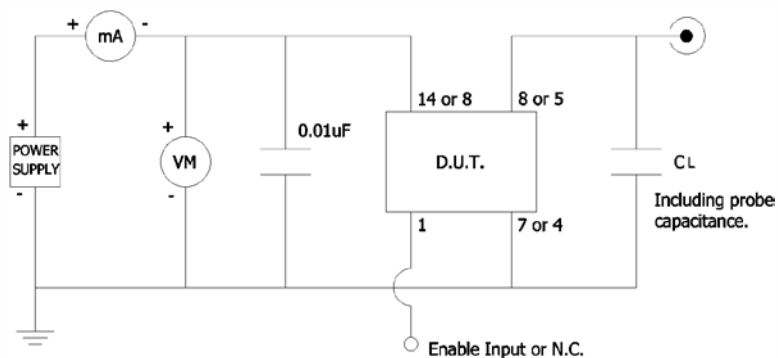 + mA -
14 or 8
8 or 5
0.01uF
+
POWER
SUPPLY
-
+
VM
-
D.U.T.
CL
Including probe
capacitance.
1
7 or 4
Enable Input or N.C.